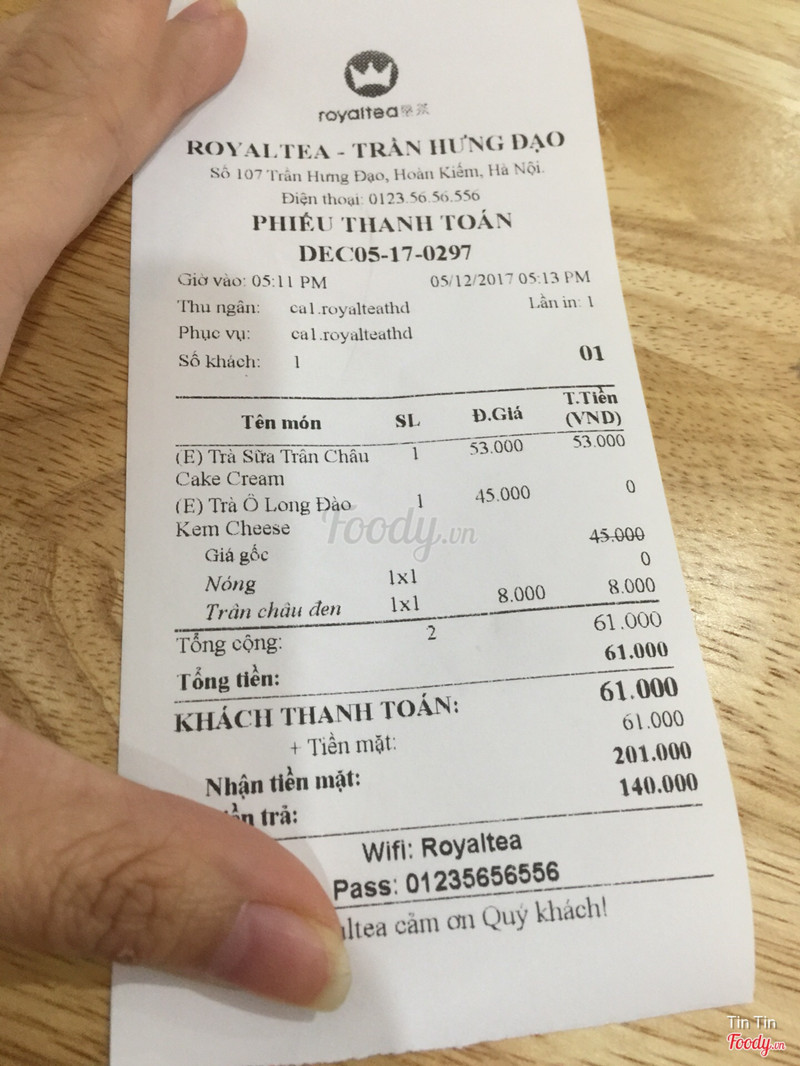 royaltea
ROYALTEA - TRẦN HƯNG ĐẠO
Số 107 Trần Hưng Đạo, Hoàn Kiếm, Hà Nội.
Điện thoại: 0123.56.56.556
PHIẾU THANH TOÁN
DEC05-17-0297
Giờ vào: 05:11 PM 05/12/2017 05:13 PM
Thu ngân: ca1.royalteathd Lần in: 1
Phục vụ: ca1.royalteathd
Số khách: 1 01
Tên món SL Đ.Giá T.Tiền (VND)
(E) Trà Sữa Trân Châu 1 53.000 53.000
Cake Cream
(E) Trà Ô Long Đào 1 45.000 0
Kem Cheese
Giá gốc 45.000
Nóng 1x1 0
Trân châu đen 1x1 8.000 8.000
Tổng cộng: 2 61.000
Tổng tiền: 61.000
KHÁCH THANH TOÁN: 61.000
+ Tiền mặt: 61.000
Nhận tiền mặt: 201.000
trả: 140.000
Wifi: Royaltea
Pass: 01235656556
cảm ơn Quý khách!
Foody.vn
Tin Tin
Foody.vn